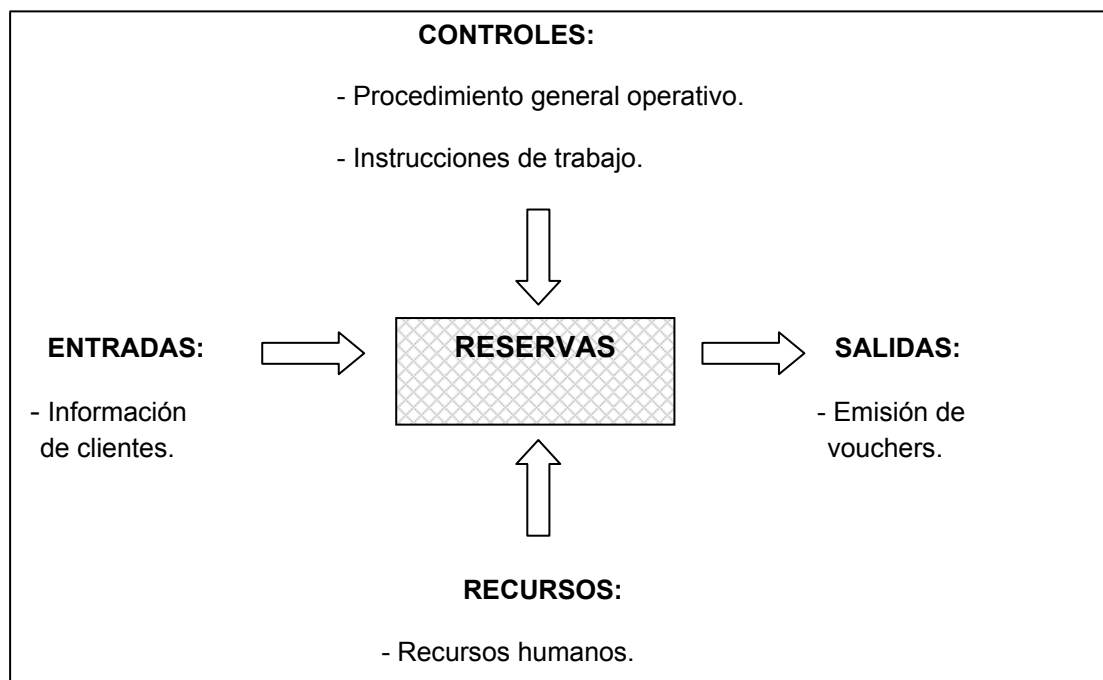 CONTROLES:
- Procedimiento general operativo.
- Instrucciones de trabajo.
ENTRADAS:
- Información
de clientes.
RESERVAS
SALIDAS:
- Emisión de
vouchers.
RECURSOS:
- Recursos humanos.